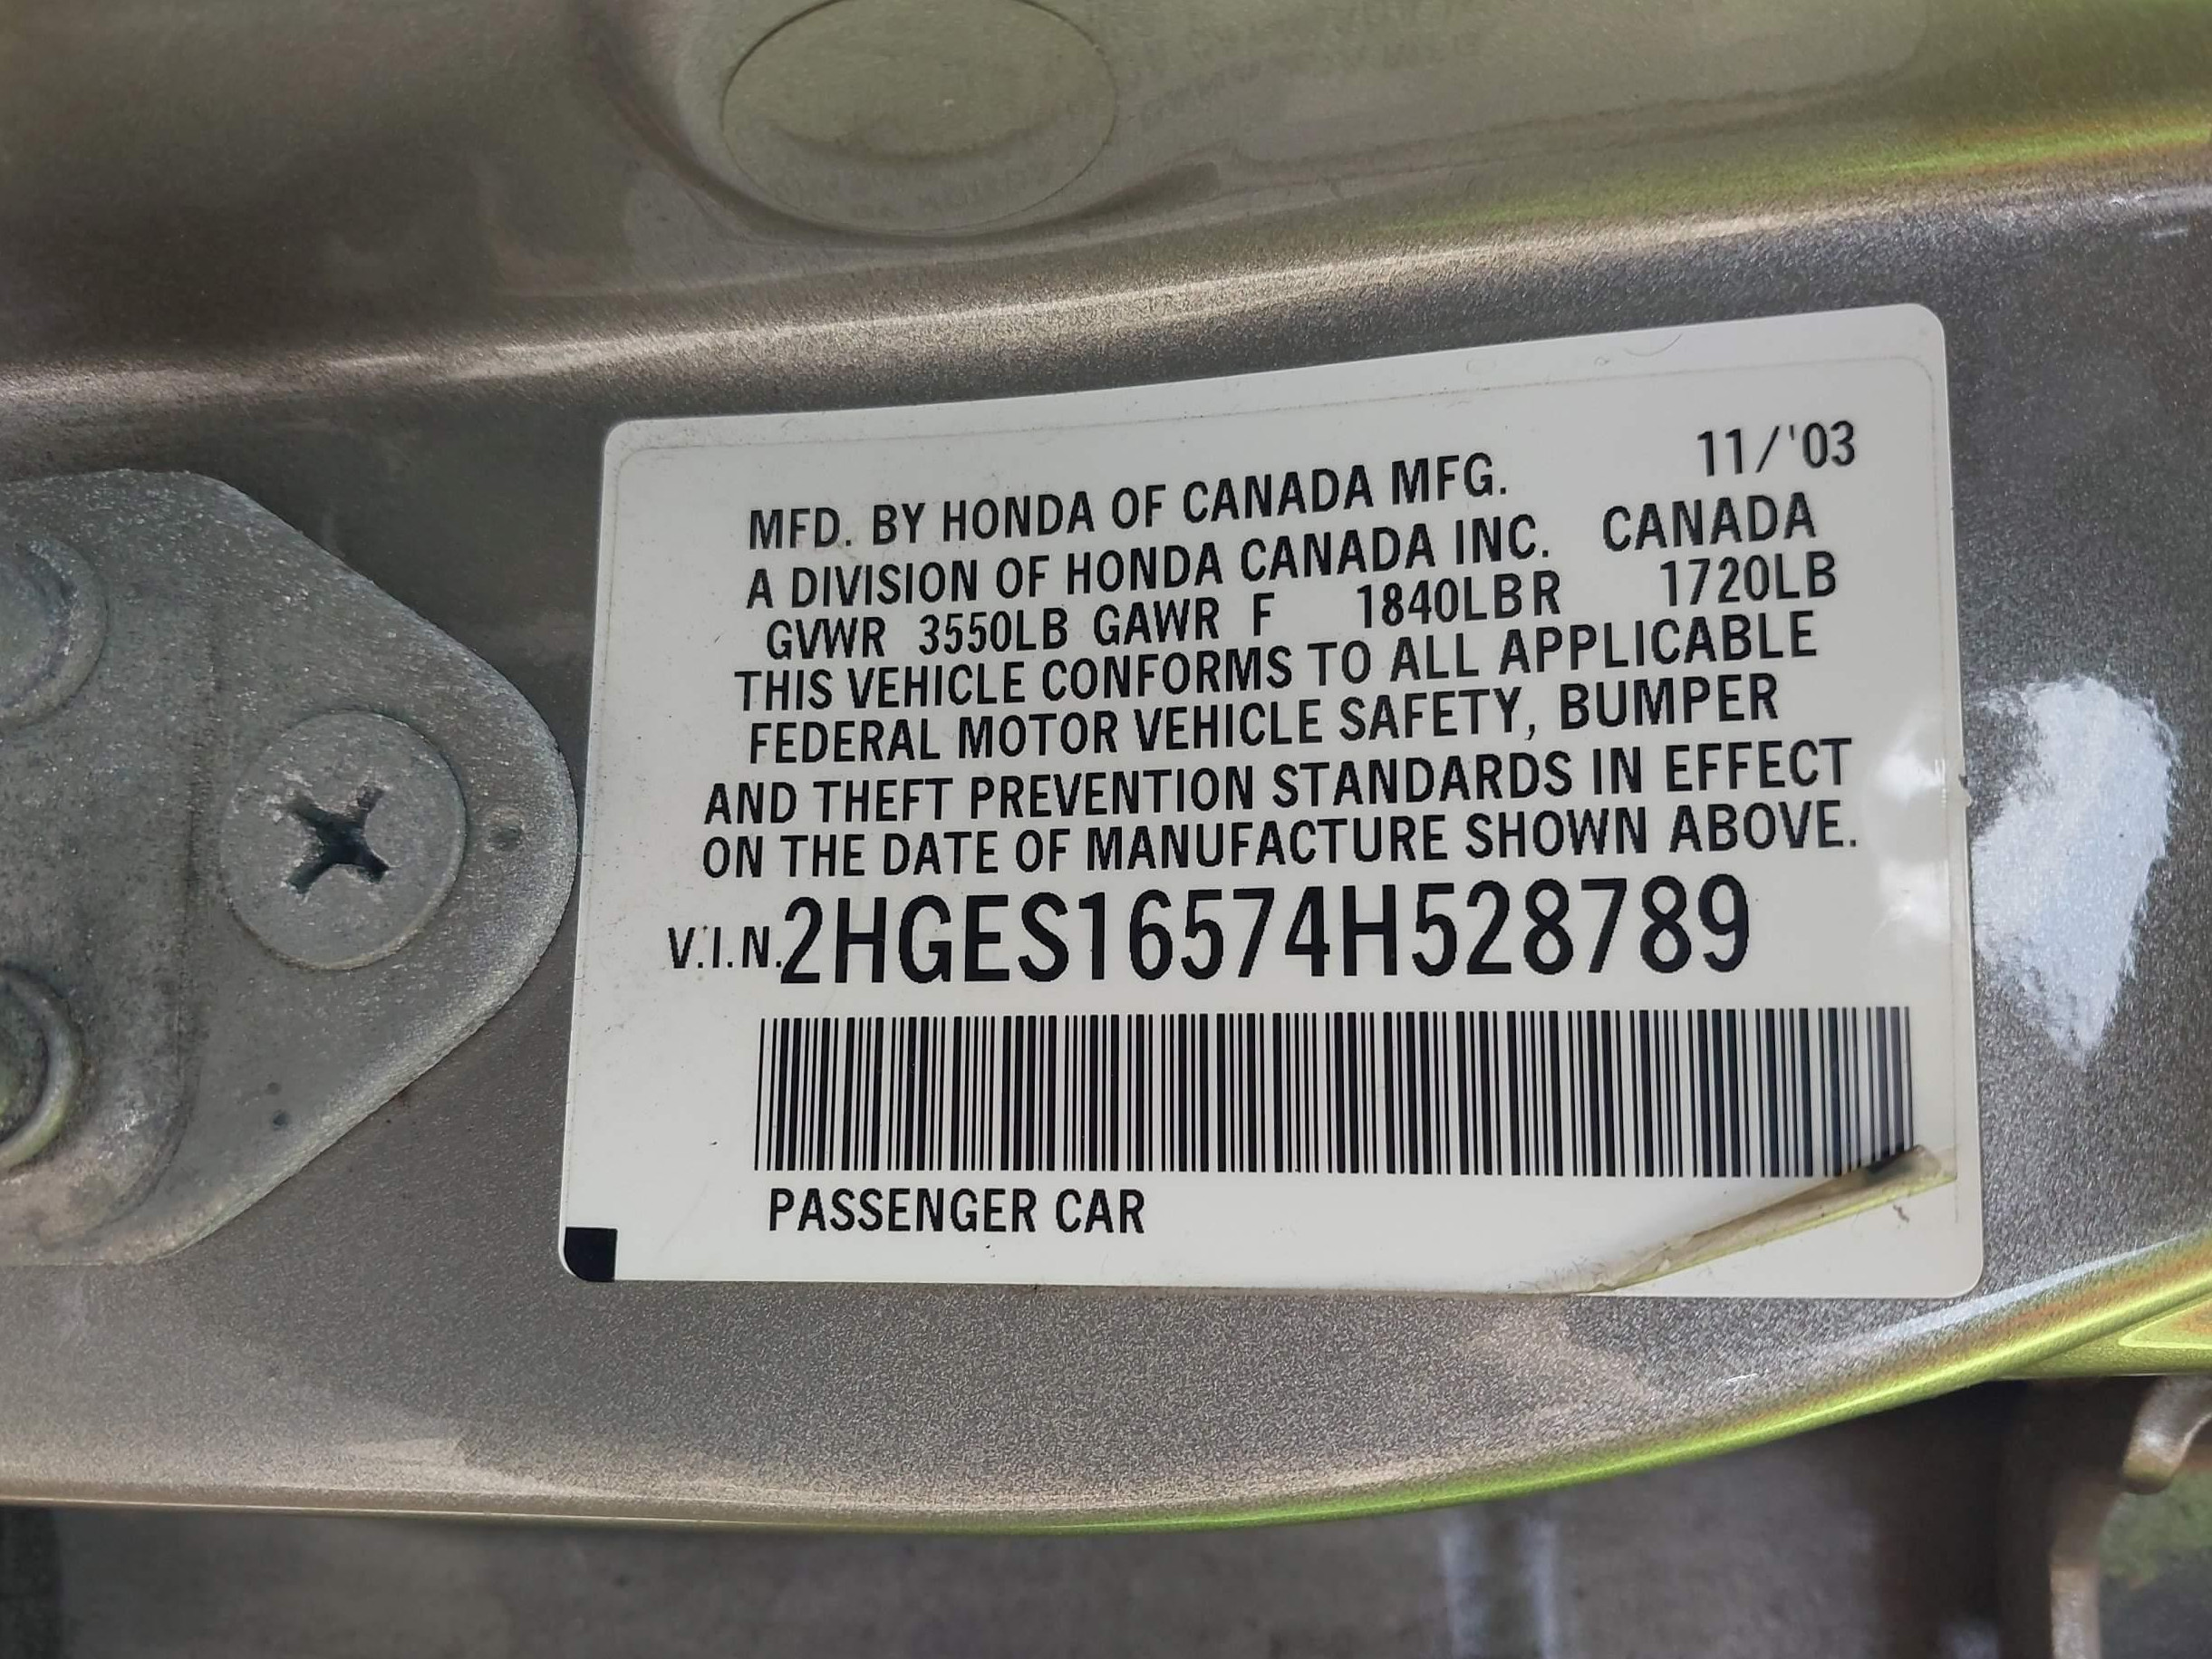 11/'03
MFD. BY HONDA OF CANADA MFG.
A DIVISION OF HONDA CANADA INC. CANADA
GVWR 3550LB GAWR F 1840LB R 1720LB
THIS VEHICLE CONFORMS TO ALL APPLICABLE
FEDERAL MOTOR VEHICLE SAFETY, BUMPER
AND THEFT PREVENTION STANDARDS IN EFFECT
ON THE DATE OF MANUFACTURE SHOWN ABOVE.
V.I.N.2HGES16574H528789
PASSENGER CAR